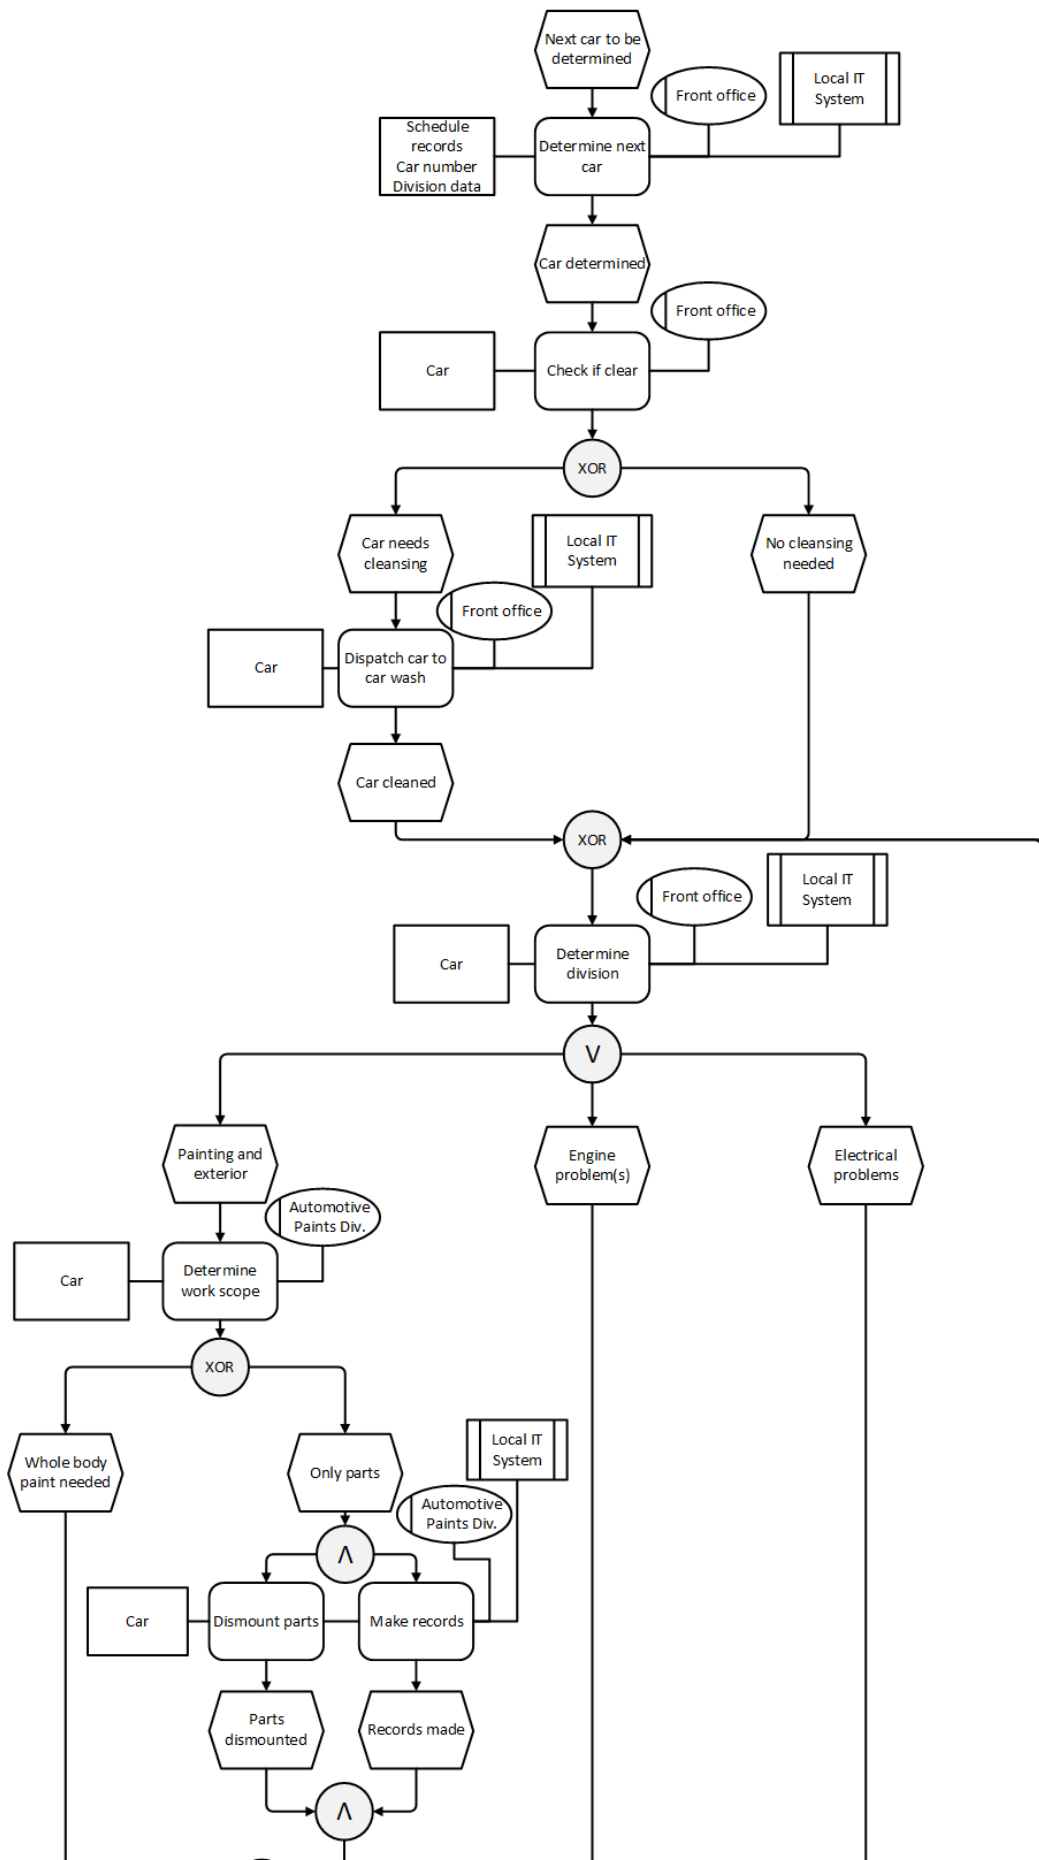 Next car to be
determined
Front office
Local IT
System
Schedule
records
Car number
Division data
Determine next
car
Car determined
Front office
Car
Check if clear
XOR
Car needs
cleansing
Local IT
System
No cleansing
needed
Front office
Car
Dispatch car to
car wash
Car cleaned
XOR
Front office
Local IT
System
Car
Determine
division
V
Painting and
exterior
Engine
problem(s)
Electrical
problems
Automotive
Paints Div.
Car
Determine
work scope
XOR
Whole body
paint needed
Only parts
Local IT
System
Automotive
Paints Div.
Λ
Car
Dismount parts
Make records
Parts
dismounted
Records made
Λ